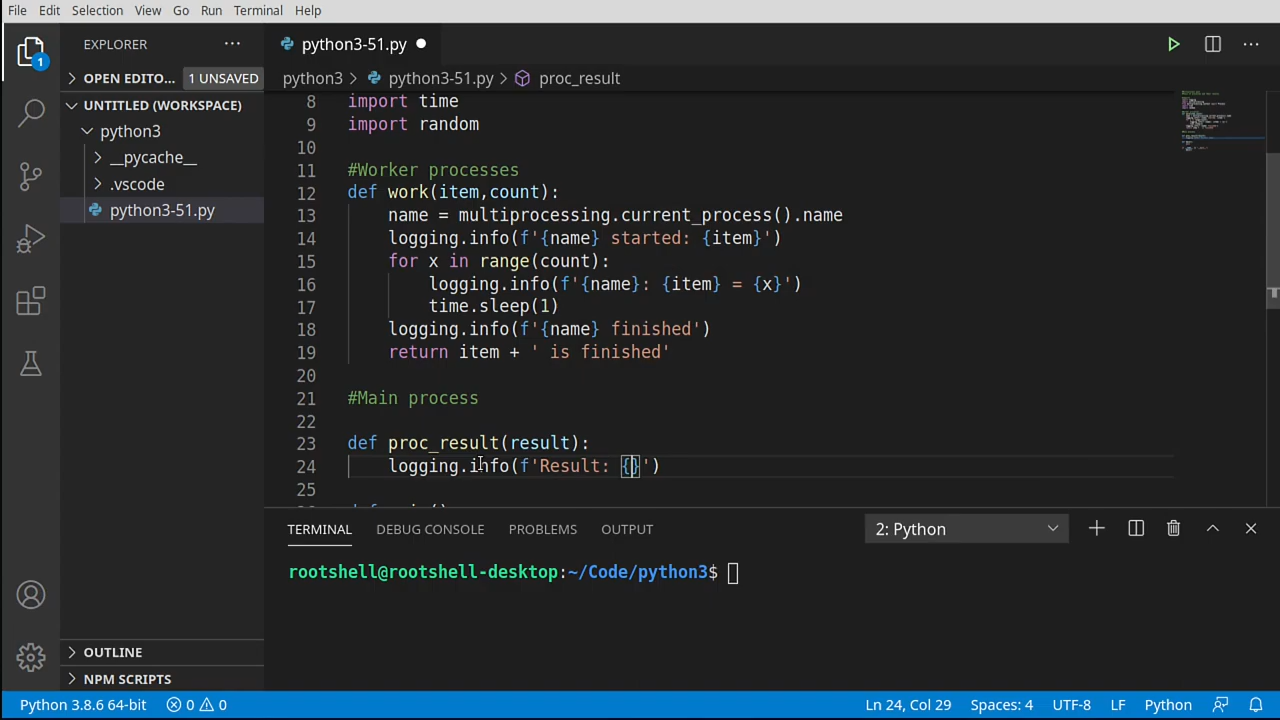 File Edit Selection View Go Run Terminal Help
EXPLORER
python3-51.py
1
OPEN EDITO... 1 UNSAVED
python3 > python3-51.py > proc_result
UNTITLED (WORKSPACE)
python3
__pycache__
.vscode
python3-51.py
8 import time
9 import random
10
11 #Worker processes
12 def work(item,count):
13 name = multiprocessing.current_process().name
14 logging.info(f'{name} started: {item}')
15 for x in range(count):
16 logging.info(f'{name}: {item} = {x}')
17 time.sleep(1)
18 logging.info(f'{name} finished')
19 return item + ' is finished'
20
21 #Main process
22
23 def proc_result(result):
24 logging.info(f'Result: {}')
25
TERMINAL DEBUG CONSOLE PROBLEMS OUTPUT 2: Python
rootshell@rootshell-desktop:~/Code/python3$
OUTLINE
NPM SCRIPTS
Python 3.8.6 64-bit 0 0 Ln 24, Col 29 Spaces: 4 UTF-8 LF Python